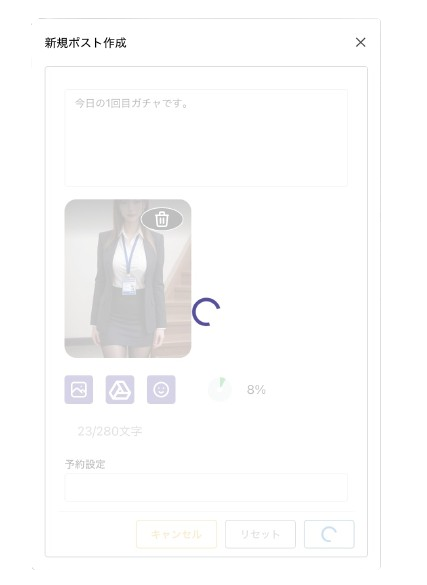 新規ポスト作成
今日の1回目ガチャです。
8%
23/280文字
予約設定
キャンセル
リセット